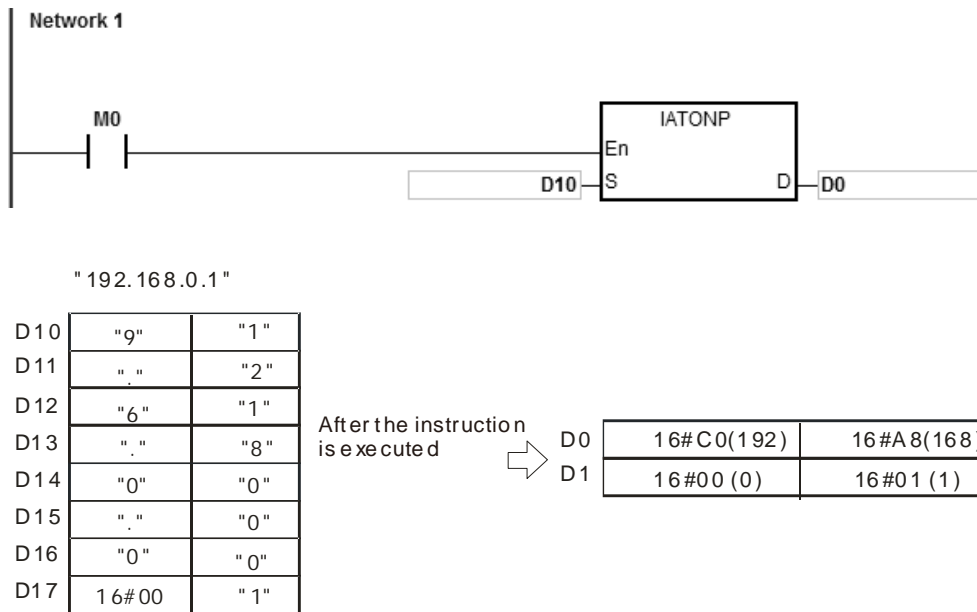 Network 1
M0
IATONP
En
D10 S D D0
"192.168.0.1"
D10 "9" "1"
D11 "." "2"
D12 "6" "1"
D13 "." "8"
D14 "0" "0"
D15 "." "0"
D16 "0" "0"
D17 16#00 "1"
After the instruction
is executed
D0 16#C0(192) 16#A8(168)
D1 16#00 (0) 16#01 (1)